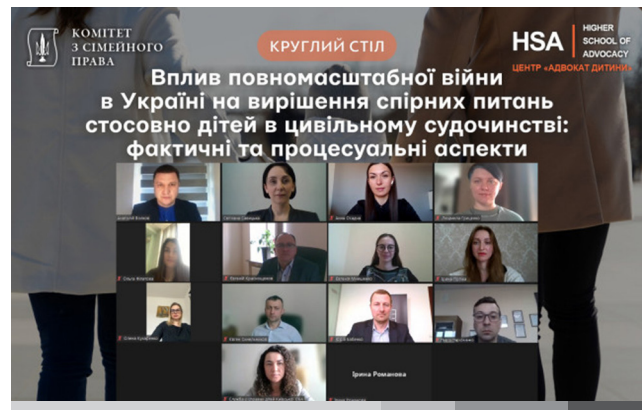 КОМІТЕТ
З СІМЕЙНОГО
ПРАВА
КРУГЛИЙ СТІЛ
HSA
HIGHER
SCHOOL OF
ADVOCACY
ЦЕНТР «АДВОКАТ ДИТИНИ»
Вплив повномасштабної війни
в Україні на вирішення спірних питань
стосовно дітей в цивільному судочинстві:
фактичні та процесуальні аспекти
Ірина Романова